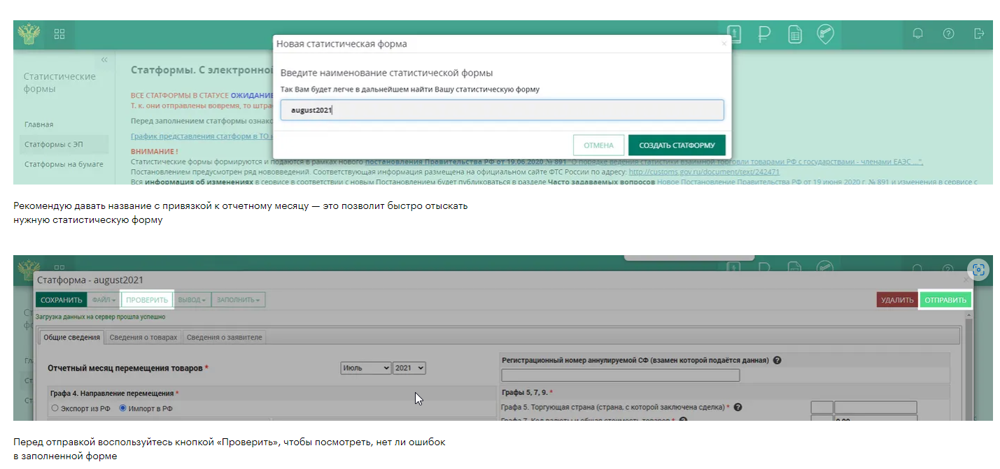 Новая статистическая форма
Статистические
формы
Статформы. С электронной
Введите наименование статистической формы
Так Вам будет легче в дальнейшем найти Вашу статистическую форму
ВСЕ СТАТФОРМЫ В СТАТУСЕ ОЖИДАНИЕ
Т. к. они отправлены вовремя, то
august2021
Главная
Перед заполнением статформы
Статформы с ЭП
График представления статформ в ТО
ОТМЕНА
СОЗДАТЬ СТАТФОРМУ
ВНИМАНИЕ !
Статформы на бумаге
Статистические формы формируются и подаются в рамках нового постановления Правительства РФ от 19.06.2020 № 891 "О порядке ведения статистики взаимной торговли товарами РФ с государствами - членами ЕАЭС ...".
Постановлением предусмотрен ряд нововведений. Соответствующая информация размещена на официальном сайте ФТС России по адресу: http://customs.gov.ru/document/text/242471
Вся информация об изменениях в сервисе в соответствии с новым Постановлением будет публиковаться в разделе Часто задаваемых вопросов Новое Постановление Правительства РФ от 19 июня 2020 г. № 891 и изменения в сервисе с
Рекомендую давать название с привязкой к отчетному месяцу — это позволит быстро отыскать
нужную статистическую форму
Статформа - august2021
СОХРАНИТЬ
ФАЙЛ
ПРОВЕРИТЬ
ВЫВОД
ЗАПОЛНИТЬ
УДАЛИТЬ
ОТПРАВИТЬ
Загрузка данных на сервер прошла успешно
Общие сведения
Сведения о товарах
Сведения о заявителе
Отчетный месяц перемещения товаров *
Июль
2021
Регистрационный номер аннулируемой СФ (взамен которой подаётся данная)
Графа 4. Направление перемещения *
Экспорт из РФ
Импорт в РФ
Графы 5, 7, 9. *
Графа 5. Торгующая страна (страна, с которой заключена сделка) *
Графа 7. Код валюты и общая стоимость товаров *
0.00
Перед отправкой воспользуйтесь кнопкой «Проверить», чтобы посмотреть, нет ли ошибок
в заполненной форме